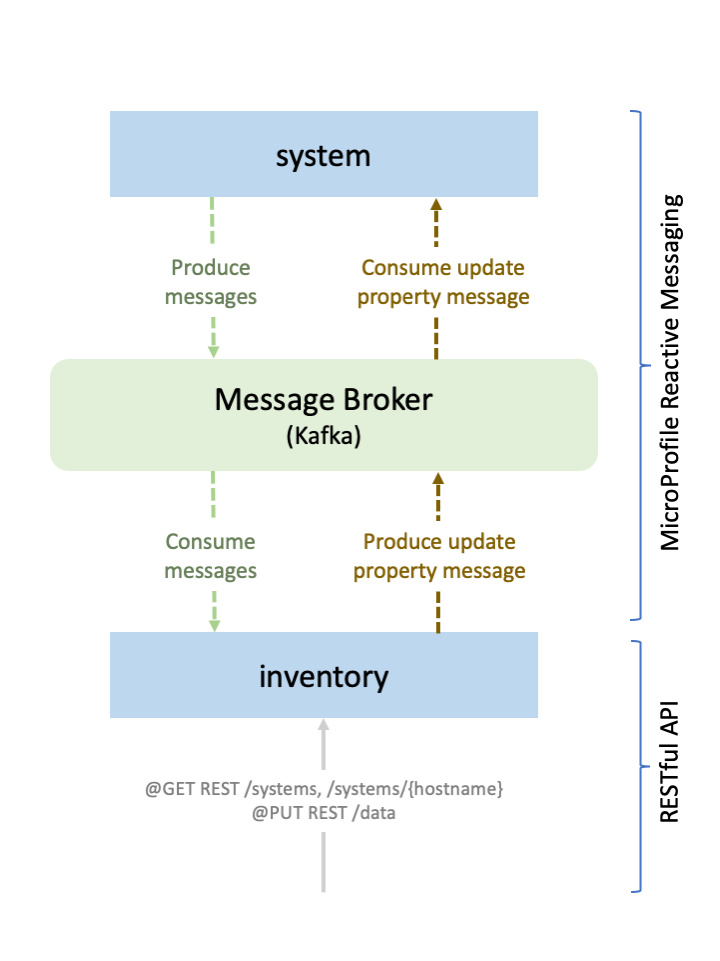 system
Produce
messages
Consume update
property message
Message Broker
(Kafka)
Consume
messages
Produce update
property message
inventory
@GET REST /systems, /systems/{hostname}
@PUT REST /data
MicroProfile Reactive Messaging
RESTful API